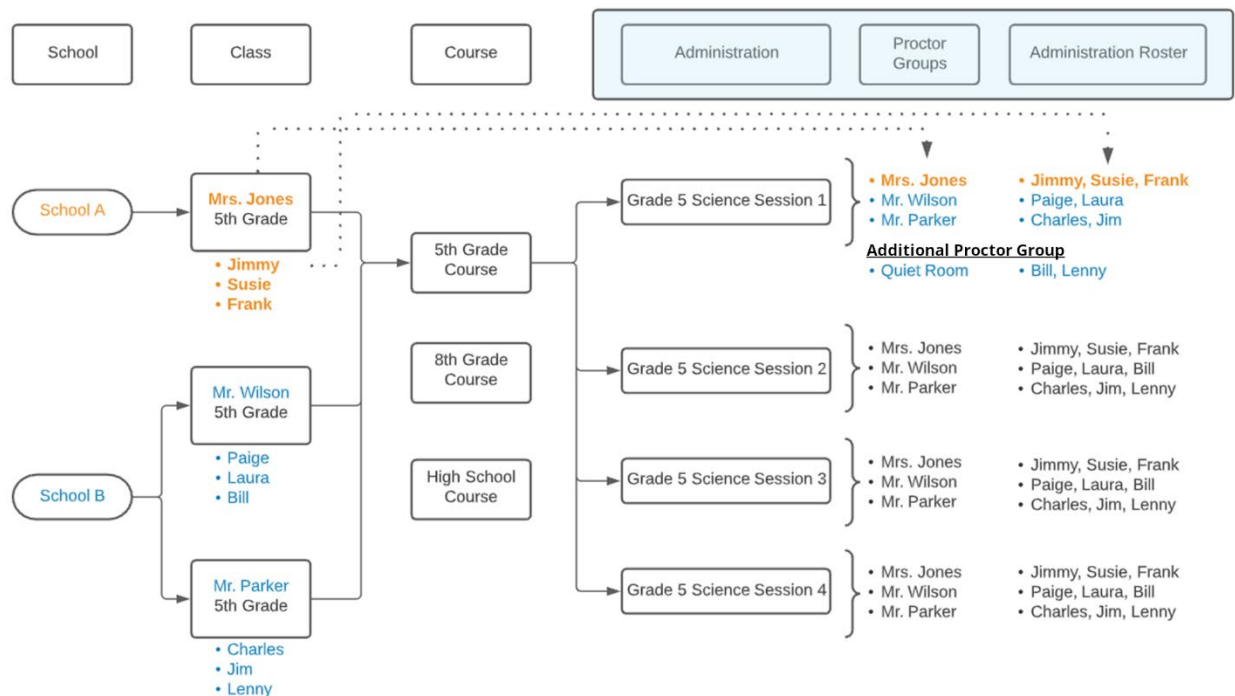 School
Class
Course
Administration
Proctor
Groups
Administration Roster
School A
Mrs. Jones
5th Grade
• Jimmy
• Susie
• Frank
Mr. Wilson
5th Grade
• Paige
• Laura
• Bill
School B
Mr. Parker
5th Grade
• Charles
• Jim
• Lenny
5th Grade
Course
8th Grade
Course
High School
Course
Grade 5 Science Session 1
• Mrs. Jones
• Mr. Wilson
• Mr. Parker
• Jimmy, Susie, Frank
• Paige, Laura
• Charles, Jim
Additional Proctor Group
• Quiet Room
• Bill, Lenny
Grade 5 Science Session 2
• Mrs. Jones
• Mr. Wilson
• Mr. Parker
• Jimmy, Susie, Frank
• Paige, Laura, Bill
• Charles, Jim, Lenny
Grade 5 Science Session 3
• Mrs. Jones
• Mr. Wilson
• Mr. Parker
• Jimmy, Susie, Frank
• Paige, Laura, Bill
• Charles, Jim, Lenny
Grade 5 Science Session 4
• Mrs. Jones
• Mr. Wilson
• Mr. Parker
• Jimmy, Susie, Frank
• Paige, Laura, Bill
• Charles, Jim, Lenny